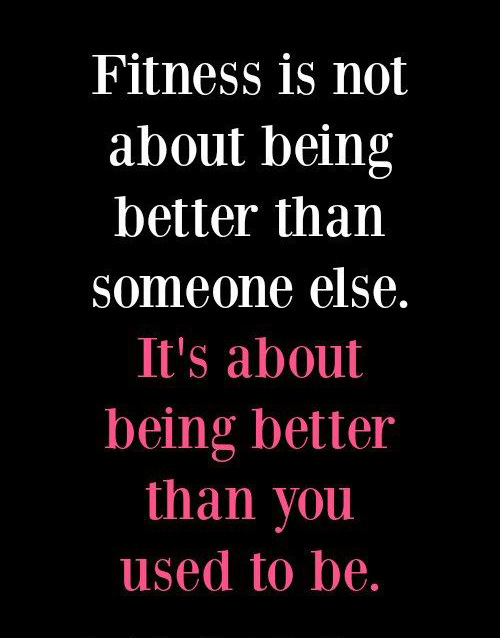 Fitness is not
about being
better than
someone else.
It's about
being better
than you
used to be.